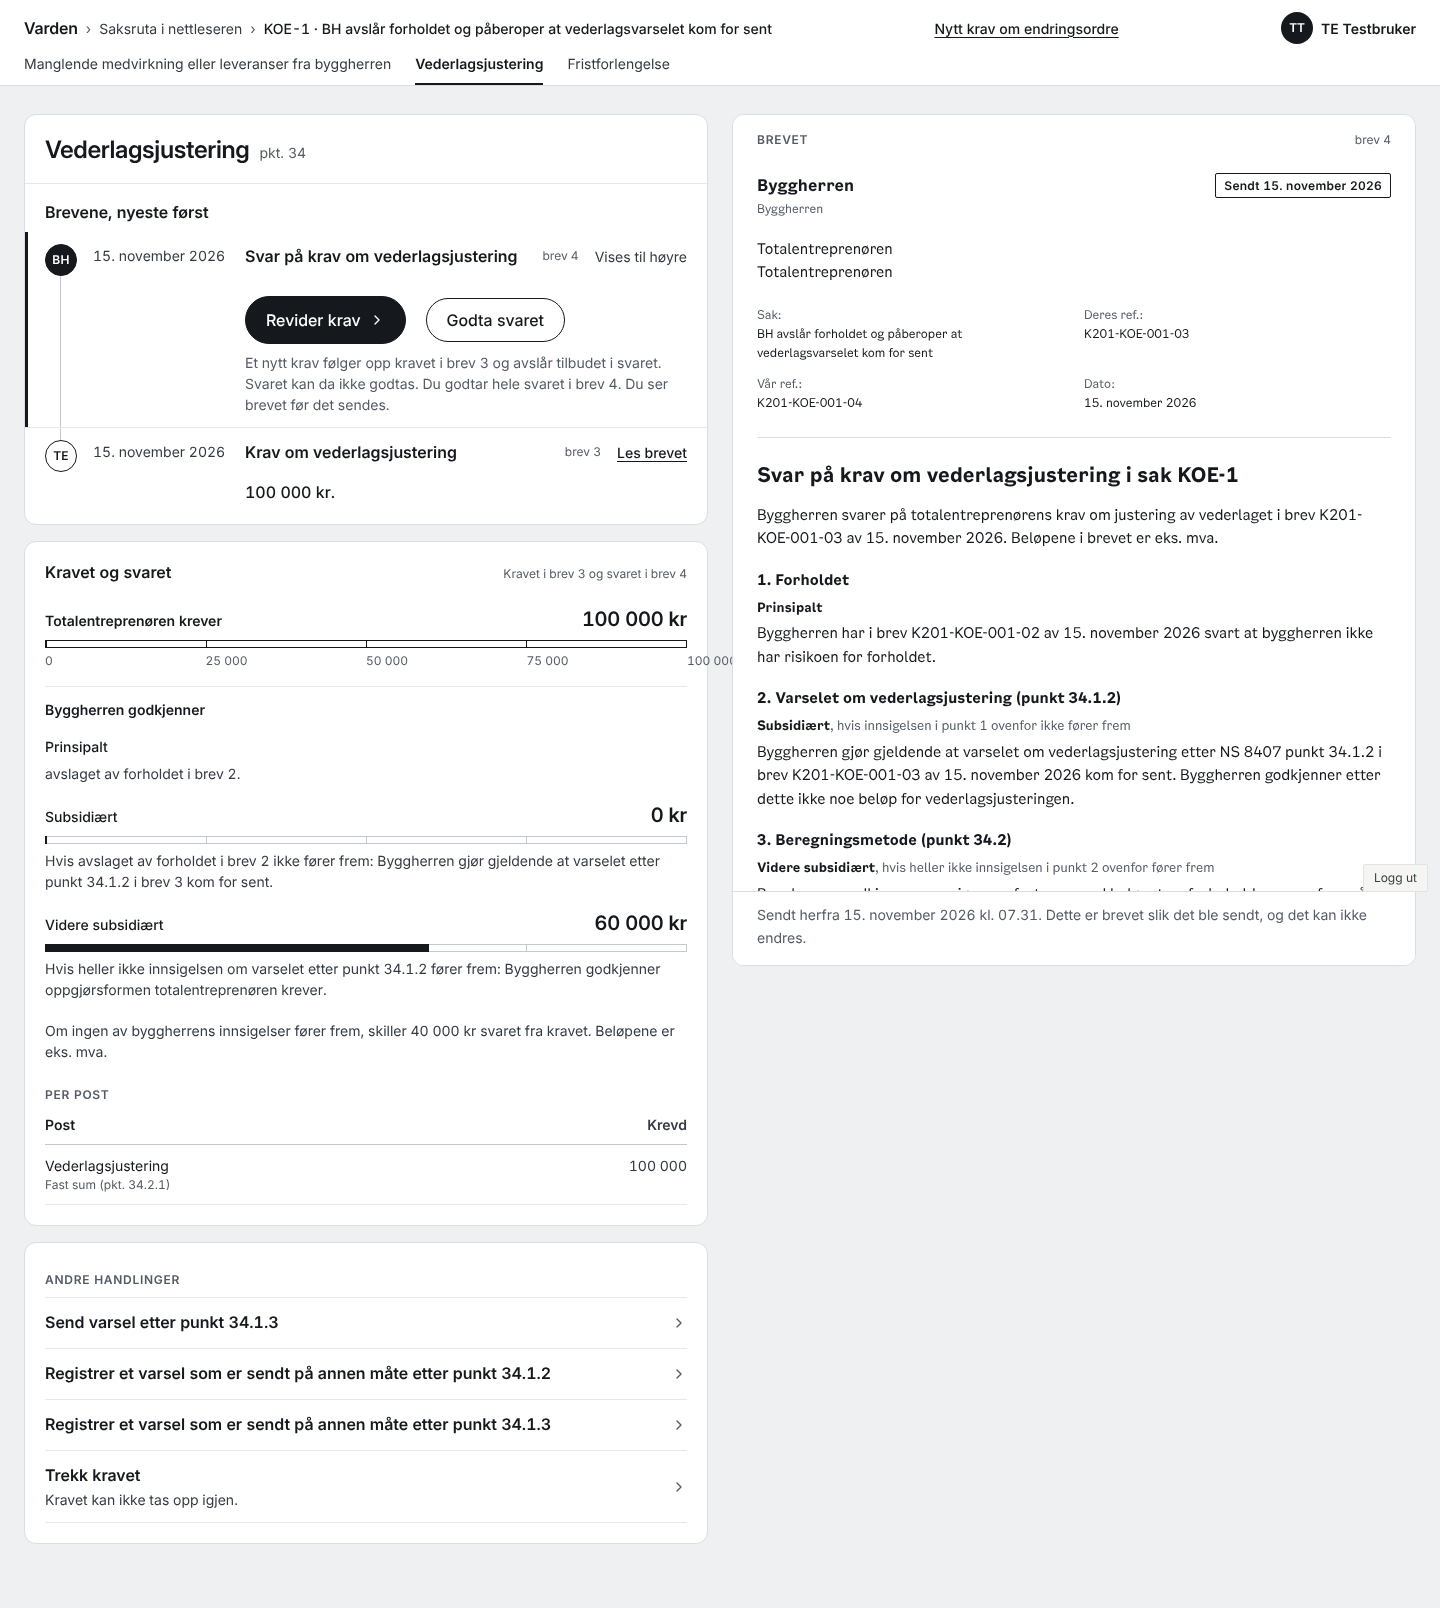 Varden › Saksruta i nettleseren › KOE-1 · BH avslår forholdet og påberoper at vederlagsvarselet kom for sent
Nytt krav om endringsordre
TT TE Testbruker
Manglende medvirkning eller leveranser fra byggherren Vederlagsjustering Fristforlengelse
Vederlagsjustering pkt. 34
Brevene, nyeste først
BH 15. november 2026 Svar på krav om vederlagsjustering brev 4 Vises til høyre
Revider krav Godta svaret
Et nytt krav følger opp kravet i brev 3 og avslår tilbudet i svaret.
Svaret kan da ikke godtas. Du godtar hele svaret i brev 4. Du ser
brevet før det sendes.
TE 15. november 2026 Krav om vederlagsjustering brev 3 Les brevet
100 000 kr.
Kravet og svaret Kravet i brev 3 og svaret i brev 4
Totalentreprenøren krever 100 000 kr
0 25 000 50 000 75 000 100 000
Byggherren godkjenner
Prinsipalt
avslaget av forholdet i brev 2.
Subsidiært 0 kr
Hvis avslaget av forholdet i brev 2 ikke fører frem: Byggherren gjør gjeldende at varselet etter
punkt 34.1.2 i brev 3 kom for sent.
Videre subsidiært 60 000 kr
Hvis heller ikke innsigelsen om varselet etter punkt 34.1.2 fører frem: Byggherren godkjenner
oppgjørsformen totalentreprenøren krever.
Om ingen av byggherrens innsigelser fører frem, skiller 40 000 kr svaret fra kravet. Beløpene er
eks. mva.
PER POST
Post Krevd
Vederlagsjustering 100 000
Fast sum (pkt. 34.2.1)
ANDRE HANDLINGER
Send varsel etter punkt 34.1.3
Registrer et varsel som er sendt på annen måte etter punkt 34.1.2
Registrer et varsel som er sendt på annen måte etter punkt 34.1.3
Trekk kravet
Kravet kan ikke tas opp igjen.
BREVET brev 4
Byggherren Sendt 15. november 2026
Byggherren
Totalentreprenøren
Totalentreprenøren
Sak: Deres ref.:
BH avslår forholdet og påberoper at K201-KOE-001-03
vederlagsvarselet kom for sent
Vår ref.: Dato:
K201-KOE-001-04 15. november 2026
Svar på krav om vederlagsjustering i sak KOE-1
Byggherren svarer på totalentreprenørens krav om justering av vederlaget i brev K201-
KOE-001-03 av 15. november 2026. Beløpene i brevet er eks. mva.
1. Forholdet
Prinsipalt
Byggherren har i brev K201-KOE-001-02 av 15. november 2026 svart at byggherren ikke
har risikoen for forholdet.
2. Varselet om vederlagsjustering (punkt 34.1.2)
Subsidiært, hvis innsigelsen i punkt 1 ovenfor ikke fører frem
Byggherren gjør gjeldende at varselet om vederlagsjustering etter NS 8407 punkt 34.1.2 i
brev K201-KOE-001-03 av 15. november 2026 kom for sent. Byggherren godkjenner etter
dette ikke noe beløp for vederlagsjusteringen.
3. Beregningsmetode (punkt 34.2)
Videre subsidiært, hvis heller ikke innsigelsen i punkt 2 ovenfor fører frem
Logg ut
Sendt herfra 15. november 2026 kl. 07.31. Dette er brevet slik det ble sendt, og det kan ikke
endres.